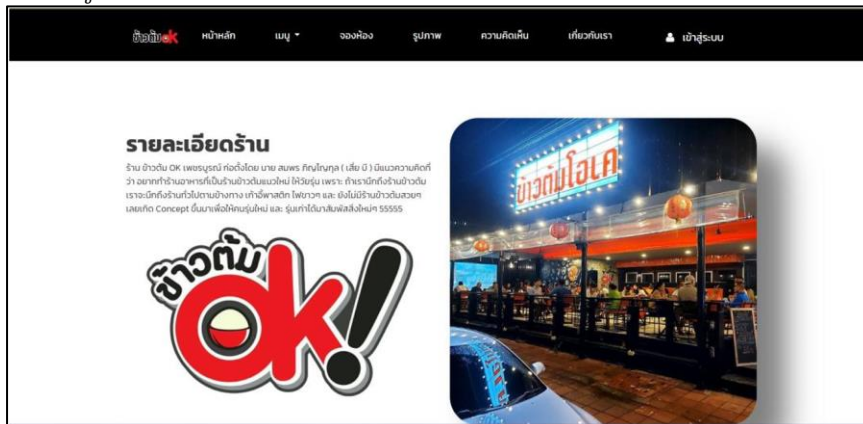 ข้าวต้มok หน้าหลัก เมนู จองห้อง รูปภาพ ความคิดเห็น เกี่ยวกับเรา เข้าสู่ระบบ
รายละเอียดร้าน
ร้าน ข้าวต้ม OK เพชรบูรณ์ ก่อตั้งโดย นาย สมพร ภิญโญกุล ( เสี่ย บี ) มีแนวความคิดที่
ว่า อยากทำร้านอาหารที่เป็นร้านข้าวต้มแนวใหม่ ให้วัยรุ่น เพราะ ถ้าเรานึกถึงร้านข้าวต้ม
เราจะนึกถึงร้านทั่วไปตามข้างทาง เก้าอี้พาสติก ไฟขาวๆ และ ยังไม่มีร้านข้าวต้มสวยๆ
เลยเกิด Concept ขึ้นมาเพื่อให้คนรุ่นใหม่ และ รุ่นเก่าได้มาสัมผัสสิ่งใหม่ๆ 55555
ข้าวต้ม
OK!
ข้าวต้มโอเค